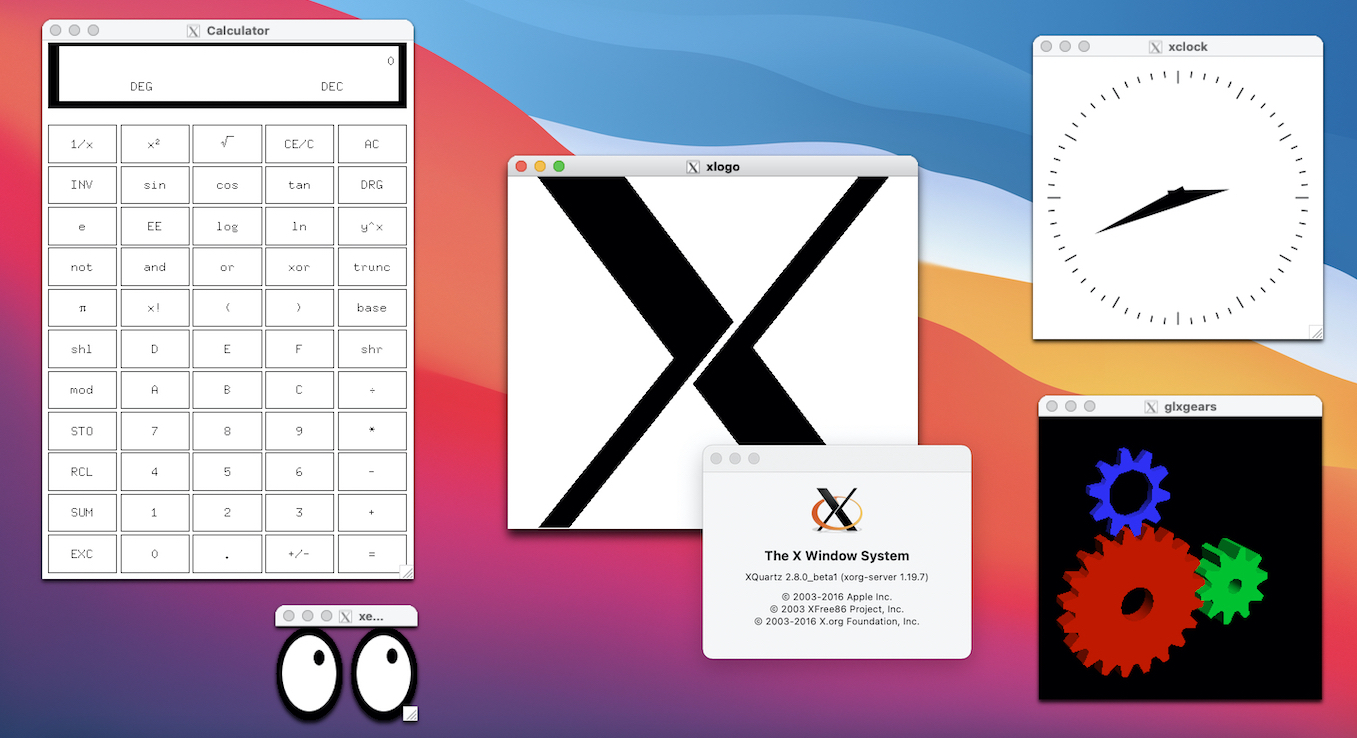 Calculator
0
DEG DEC
1/x x² √ CE/C AC
INV sin cos tan DRG
e EE log ln y^x
not and or xor trunc
π x! ( ) base
shl D E F shr
mod A B C ÷
STO 7 8 9 *
RCL 4 5 6 -
SUM 1 2 3 +
EXC 0 . +/- =
xe...
xlogo
The X Window System
XQuartz 2.8.0_beta1 (xorg-server 1.19.7)
© 2003-2016 Apple Inc.
© 2003 XFree86 Project, Inc.
© 2003-2016 X.org Foundation, Inc.
xclock
glxgears